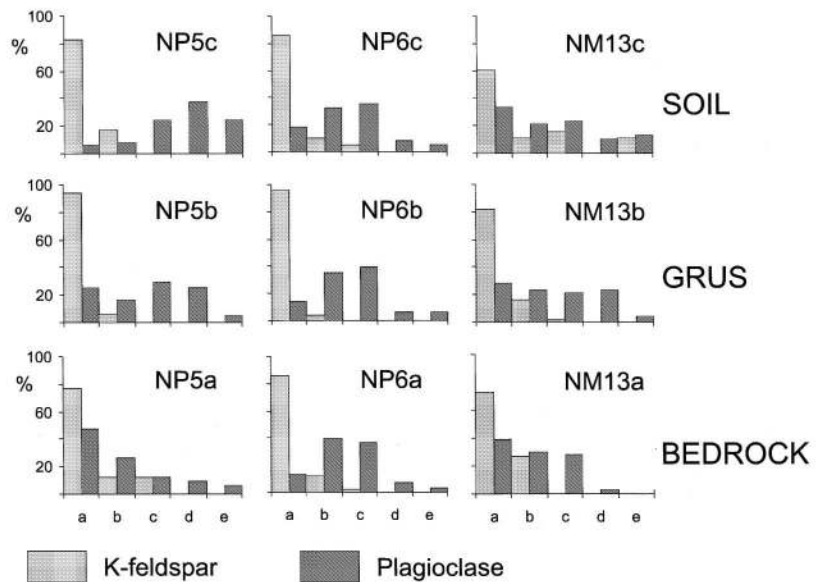 100
%
60
20
NP5c
NP6c
NM13c
SOIL
100
60
20
NP5b
NP6b
NM13b
GRUS
100
%
60
20
NP5a
NP6a
NM13a
BEDROCK
a b c d e a b c d e a b c d e
K-feldspar Plagioclase